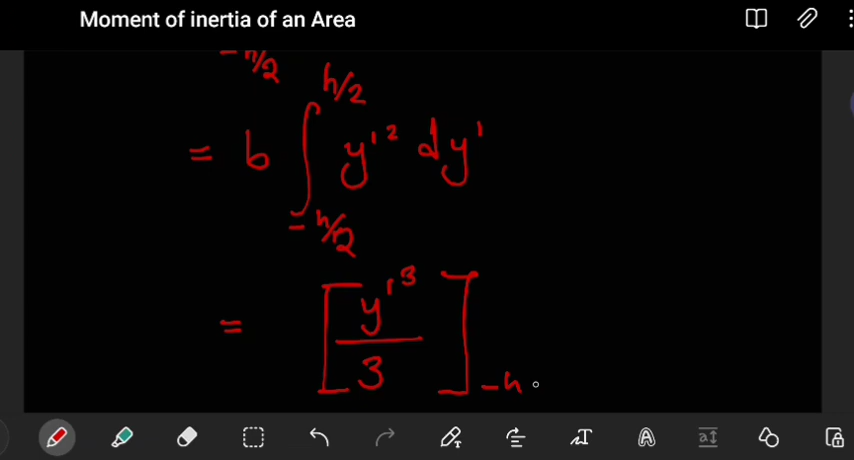 Moment of inertia of an Area
-h/2
h/2
= b ∫ y'² dy'
=h/2
= [y'³/3]
-h